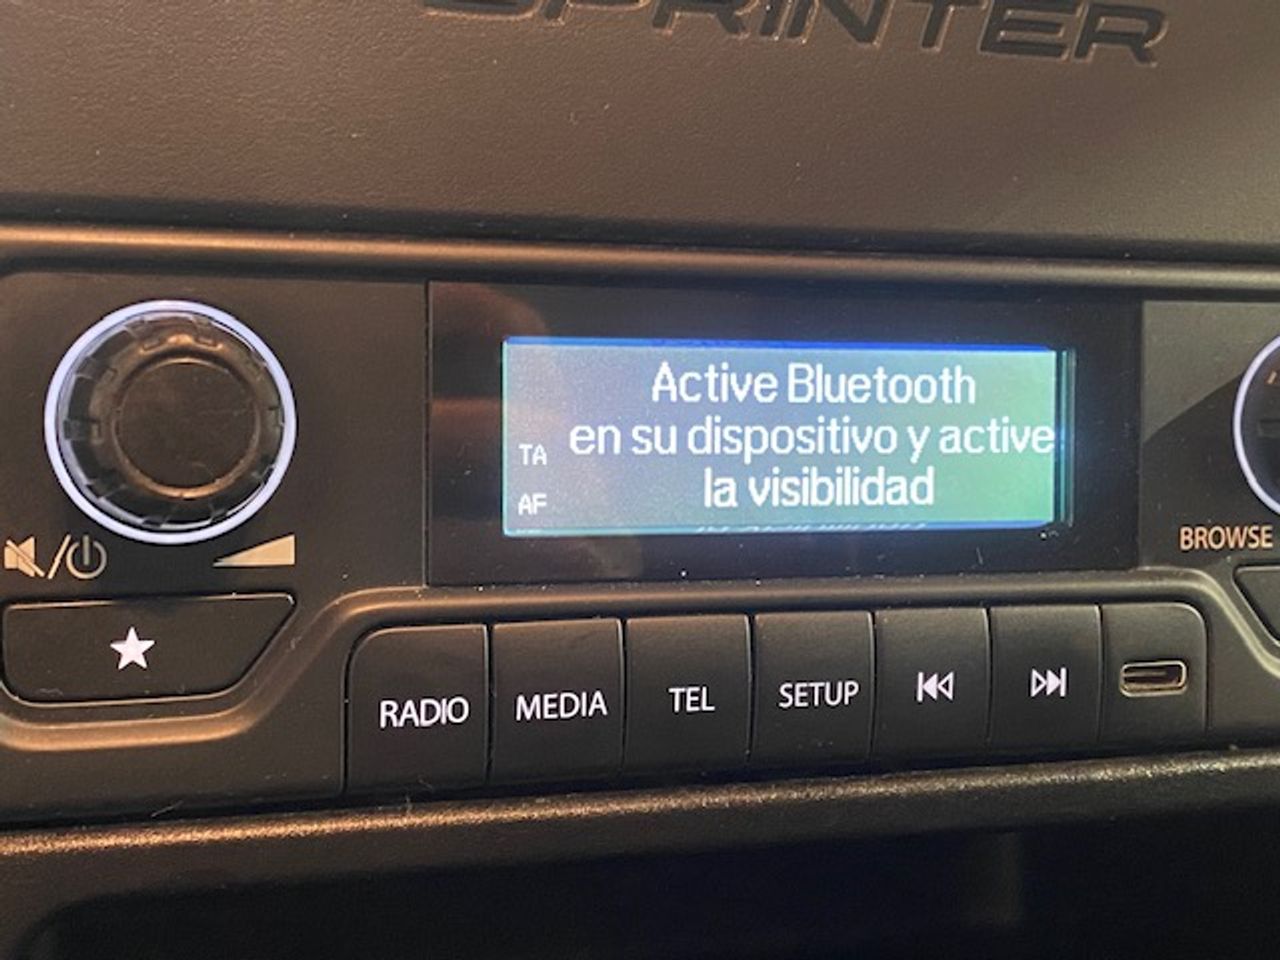 SPRINTER
Active Bluetooth
en su dispositivo y active
TA
la visibilidad
AF
BROWSE
RADIO
MEDIA
TEL
SETUP